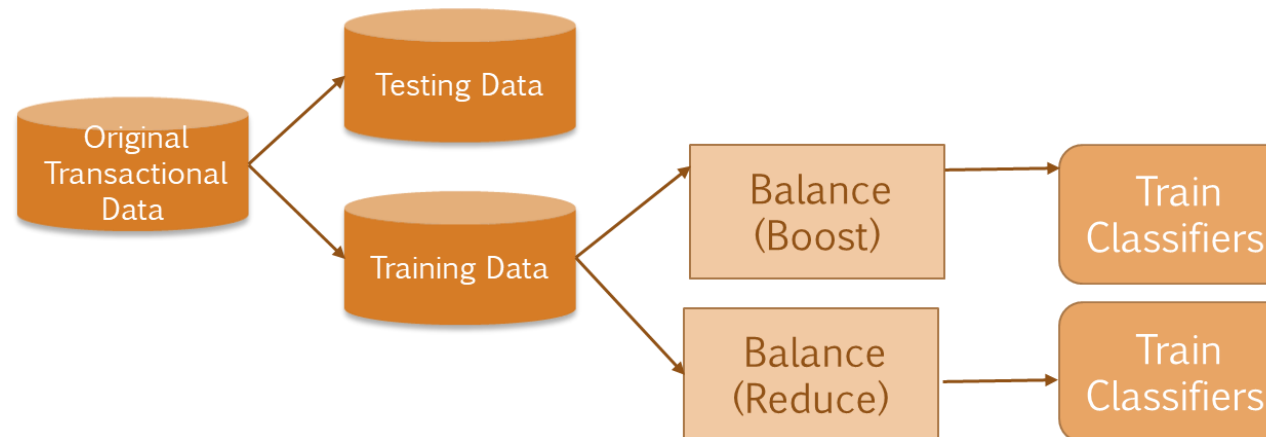 Original
Transactional
Data
Testing Data
Training Data
Balance
(Boost)
Train
Classifiers
Balance
(Reduce)
Train
Classifiers